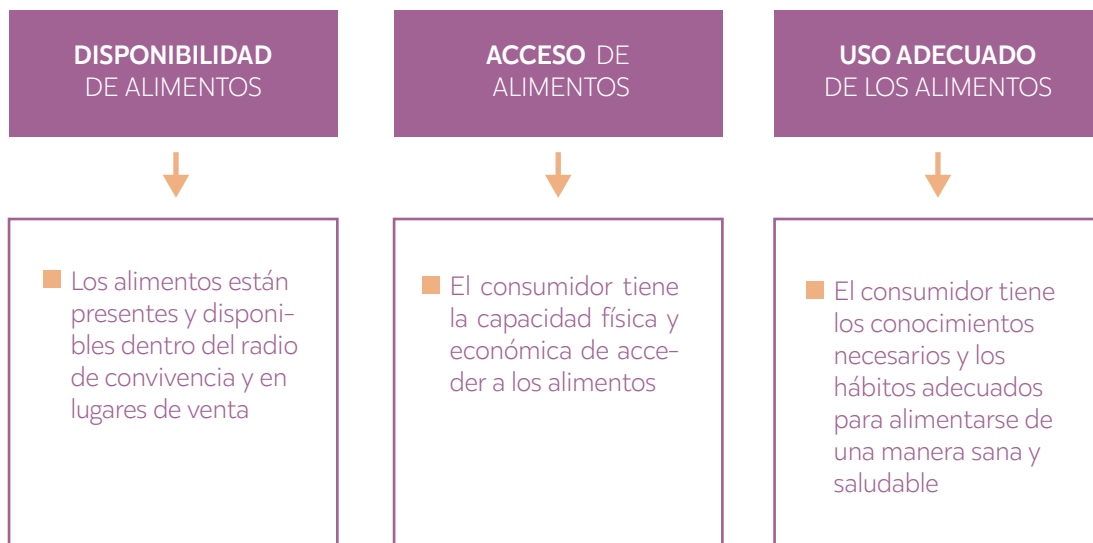 DISPONIBILIDAD
DE ALIMENTOS
Los alimentos están
presentes y disponi-
bles dentro del radio
de convivencia y en
lugares de venta
ACCESO DE
ALIMENTOS
El consumidor tiene
la capacidad física y
económica de acce-
der a los alimentos
USO ADECUADO
DE LOS ALIMENTOS
El consumidor tiene
los conocimientos
necesarios y los
hábitos adecuados
para alimentarse de
una manera sana y
saludable